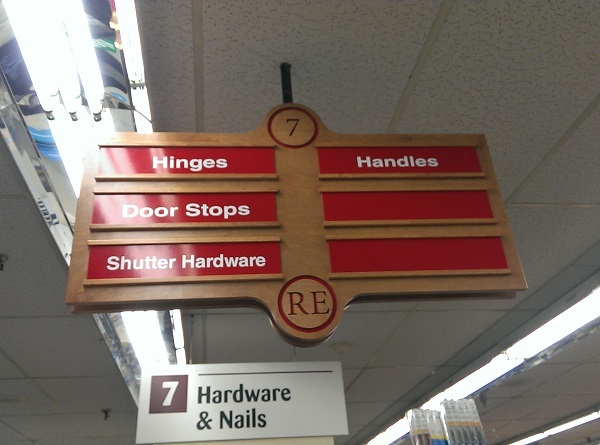 7
Hinges
Handles
Door Stops
Shutter Hardware
RE
7
Hardware
& Nails